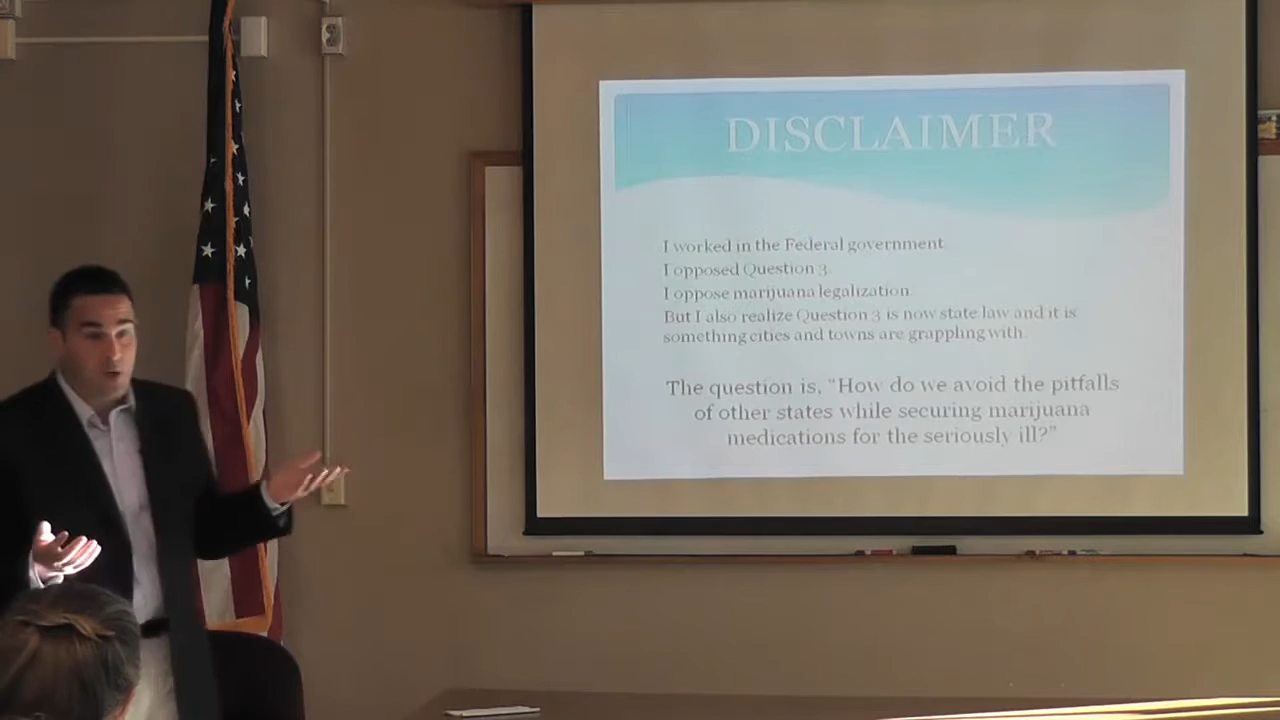 DISCLAIMER
I worked in the Federal government.
I opposed Question 3.
I oppose marijuana legalization.
But I also realize Question 3 is now state law and it is
something cities and towns are grappling with.
The question is, “How do we avoid the pitfalls
of other states while securing marijuana
medications for the seriously ill?”